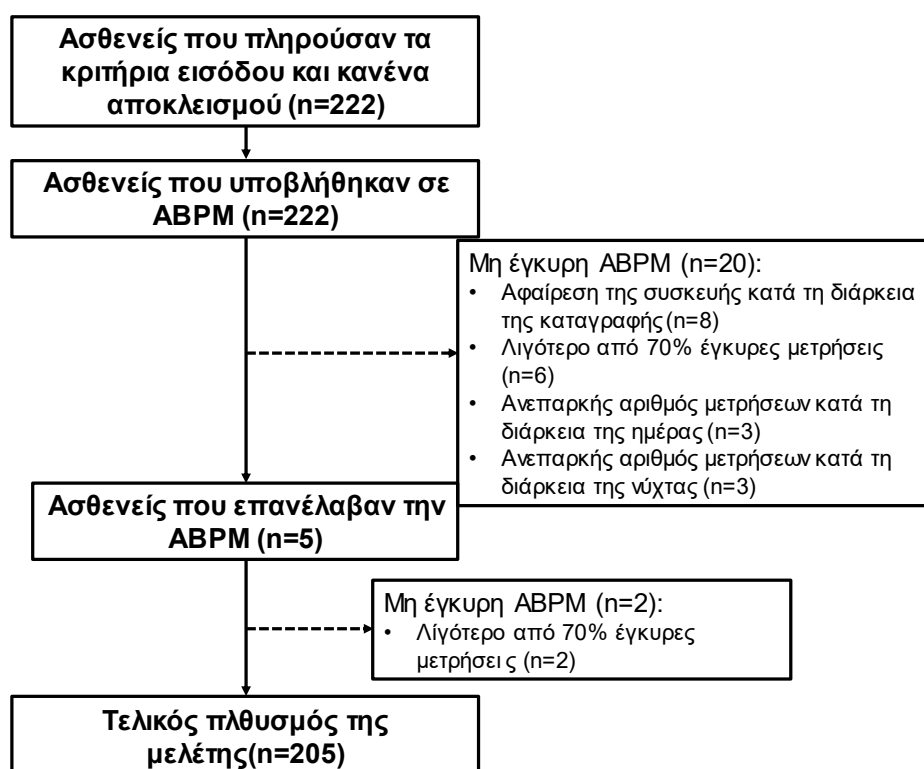 Ασθενείς που πληρούσαν τα
κριτήρια εισόδου και κανένα
αποκλεισμού (n=222)
Ασθενείς που υποβλήθηκαν σε
ABPM (n=222)
Μη έγκυρη ABPM (n=20):
• Αφαίρεση της συσκευής κατά τη διάρκεια
της καταγραφής (n=8)
• Λιγότερο από 70% έγκυρες μετρήσεις
(n=6)
• Ανεπαρκής αριθμός μετρήσεων κατά τη
διάρκεια της ημέρας (n=3)
• Ανεπαρκής αριθμός μετρήσεων κατά τη
διάρκεια της νύχτας (n=3)
Ασθενείς που επανέλαβαν την
ABPM (n=5)
Μη έγκυρη ABPM (n=2):
• Λίγότερο από 70% έγκυρες
μετρήσεις (n=2)
Τελικός πλθυσμός της
μελέτης(n=205)